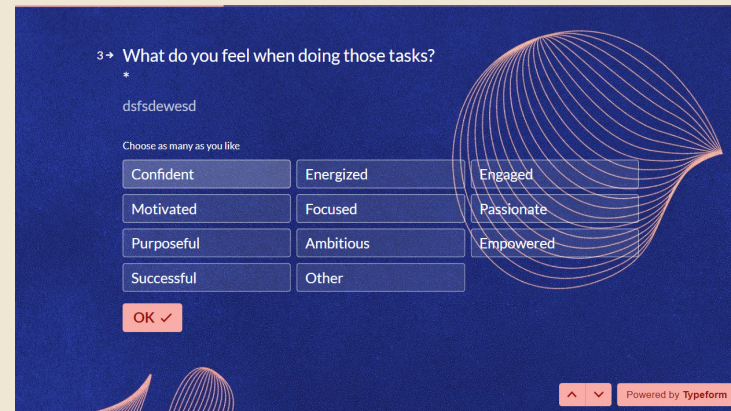 3 What do you feel when doing those tasks?
*
dsfsdewesd
Choose as many as you like
Confident Energized Engaged
Motivated Focused Passionate
Purposeful Ambitious Empowered
Successful Other
OK
Powered by Typeform